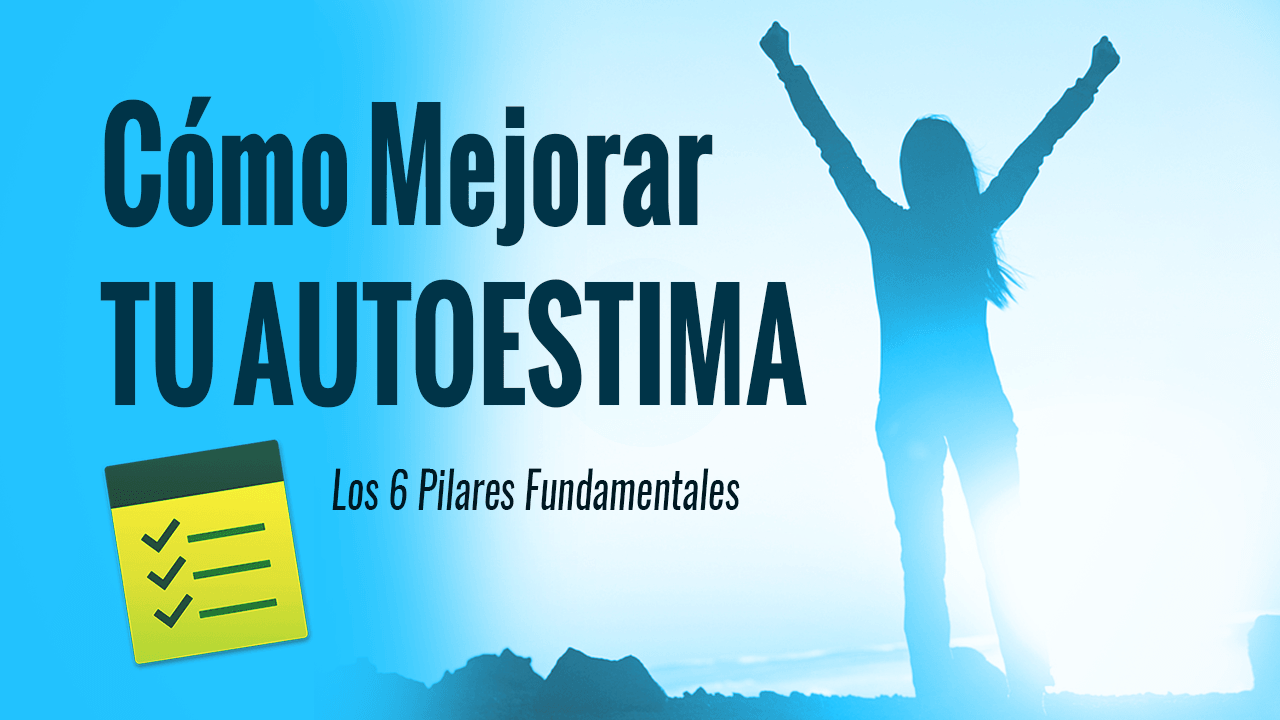 Cómo Mejorar
TU AUTOESTIMA
Los 6 Pilares Fundamentales